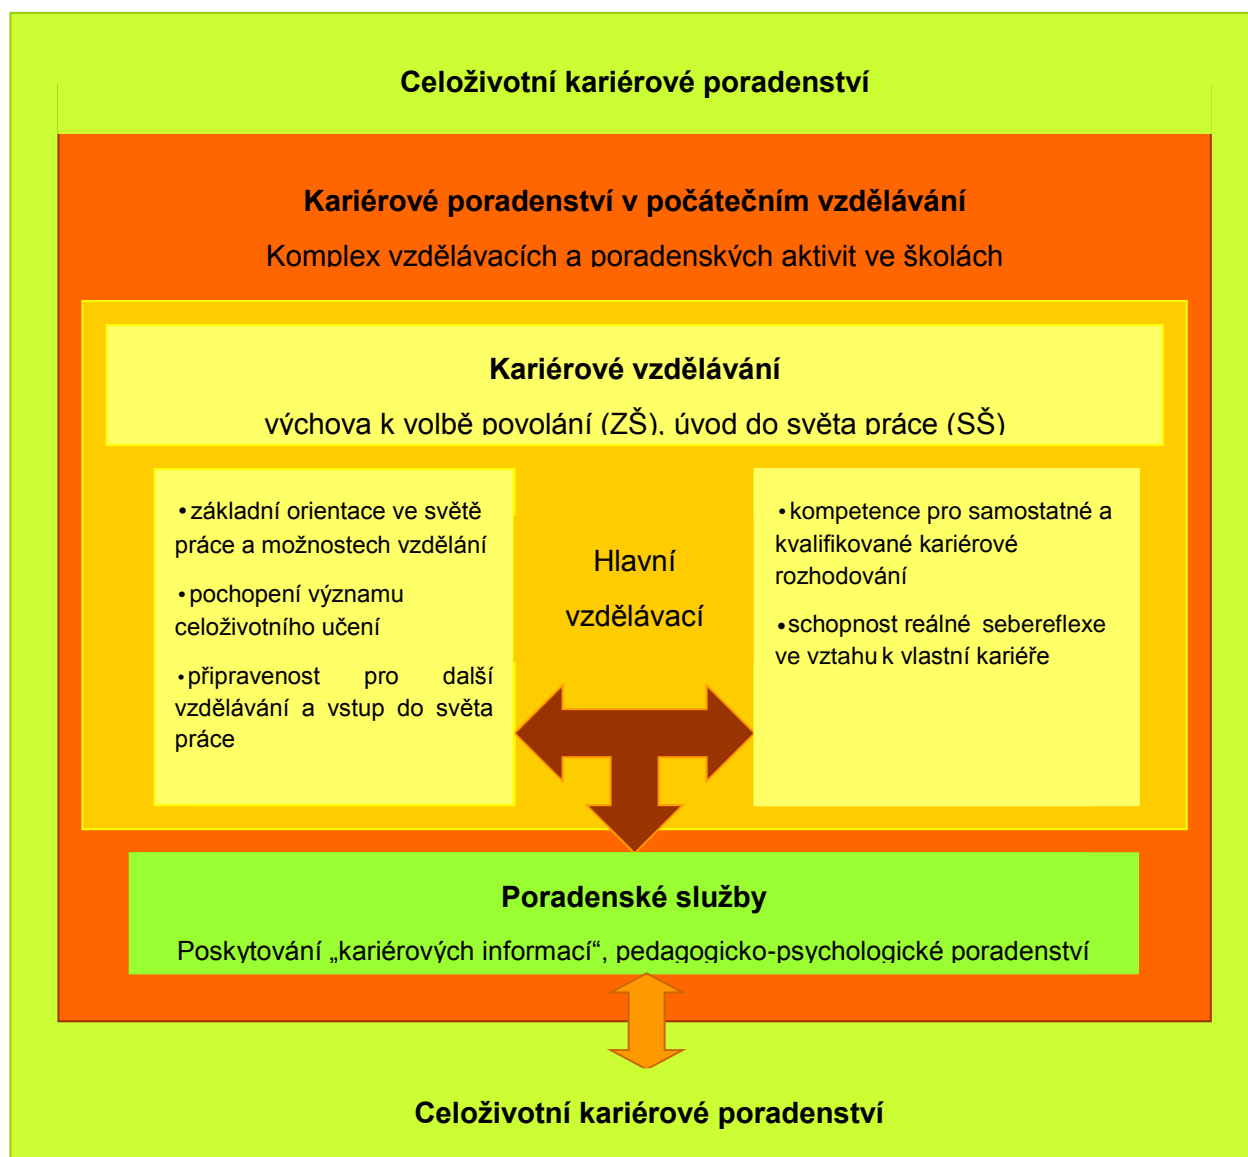 Celoživotní kariérové poradenství
Kariérové poradenství v počátečním vzdělávání
Komplex vzdělávacích a poradenských aktivit ve školách
Kariérové vzdělávání
výchova k volbě povolání (ZŠ), úvod do světa práce (SŠ)
•základní orientace ve světě
práce a možnostech vzdělání
•pochopení významu
celoživotního učení
•připravenost pro další
vzdělávání a vstup do světa
práce
Hlavní
vzdělávací
•kompetence pro samostatné a
kvalifikované kariérové
rozhodování
•schopnost reálné sebereflexe
ve vztahu k vlastní kariéře
Poradenské služby
Poskytování „kariérových informací“, pedagogicko-psychologické poradenství
Celoživotní kariérové poradenství